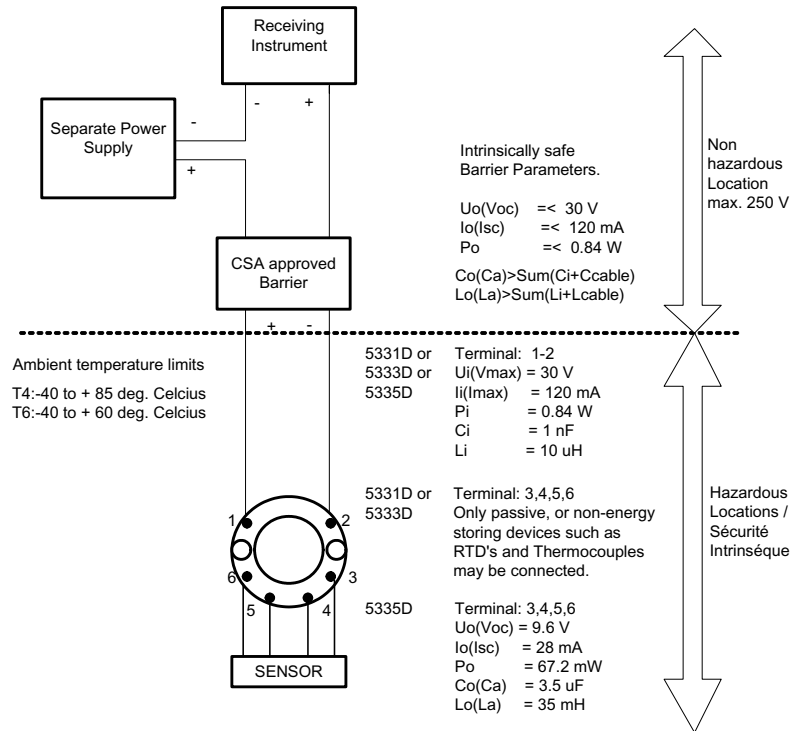 Receiving
Instrument
-
+
Separate Power
Supply
-
+
CSA approved
Barrier
+
-
Intrinsically safe
Barrier Parameters.
Uo(Voc) =< 30 V
Io(Isc) =< 120 mA
Po =< 0.84 W
Co(Ca)>Sum(Ci+Ccable)
Lo(La)>Sum(Li+Lcable)
Non
hazardous
Location
max. 250 V
Ambient temperature limits
T4:-40 to + 85 deg. Celcius
T6:-40 to + 60 deg. Celcius
5331D or
5333D or
5335D
Terminal: 1-2
Ui(Vmax) = 30 V
Ii(Imax) = 120 mA
Pi = 0.84 W
Ci = 1 nF
Li = 10 uH
1
2
6
3
5
4
SENSOR
5331D or
5333D
Terminal: 3,4,5,6
Only passive, or non-energy
storing devices such as
RTD's and Thermocouples
may be connected.
Hazardous
Locations /
Sécurité
Intrinséque
5335D
Terminal: 3,4,5,6
Uo(Voc) = 9.6 V
Io(Isc) = 28 mA
Po = 67.2 mW
Co(Ca) = 3.5 uF
Lo(La) = 35 mH